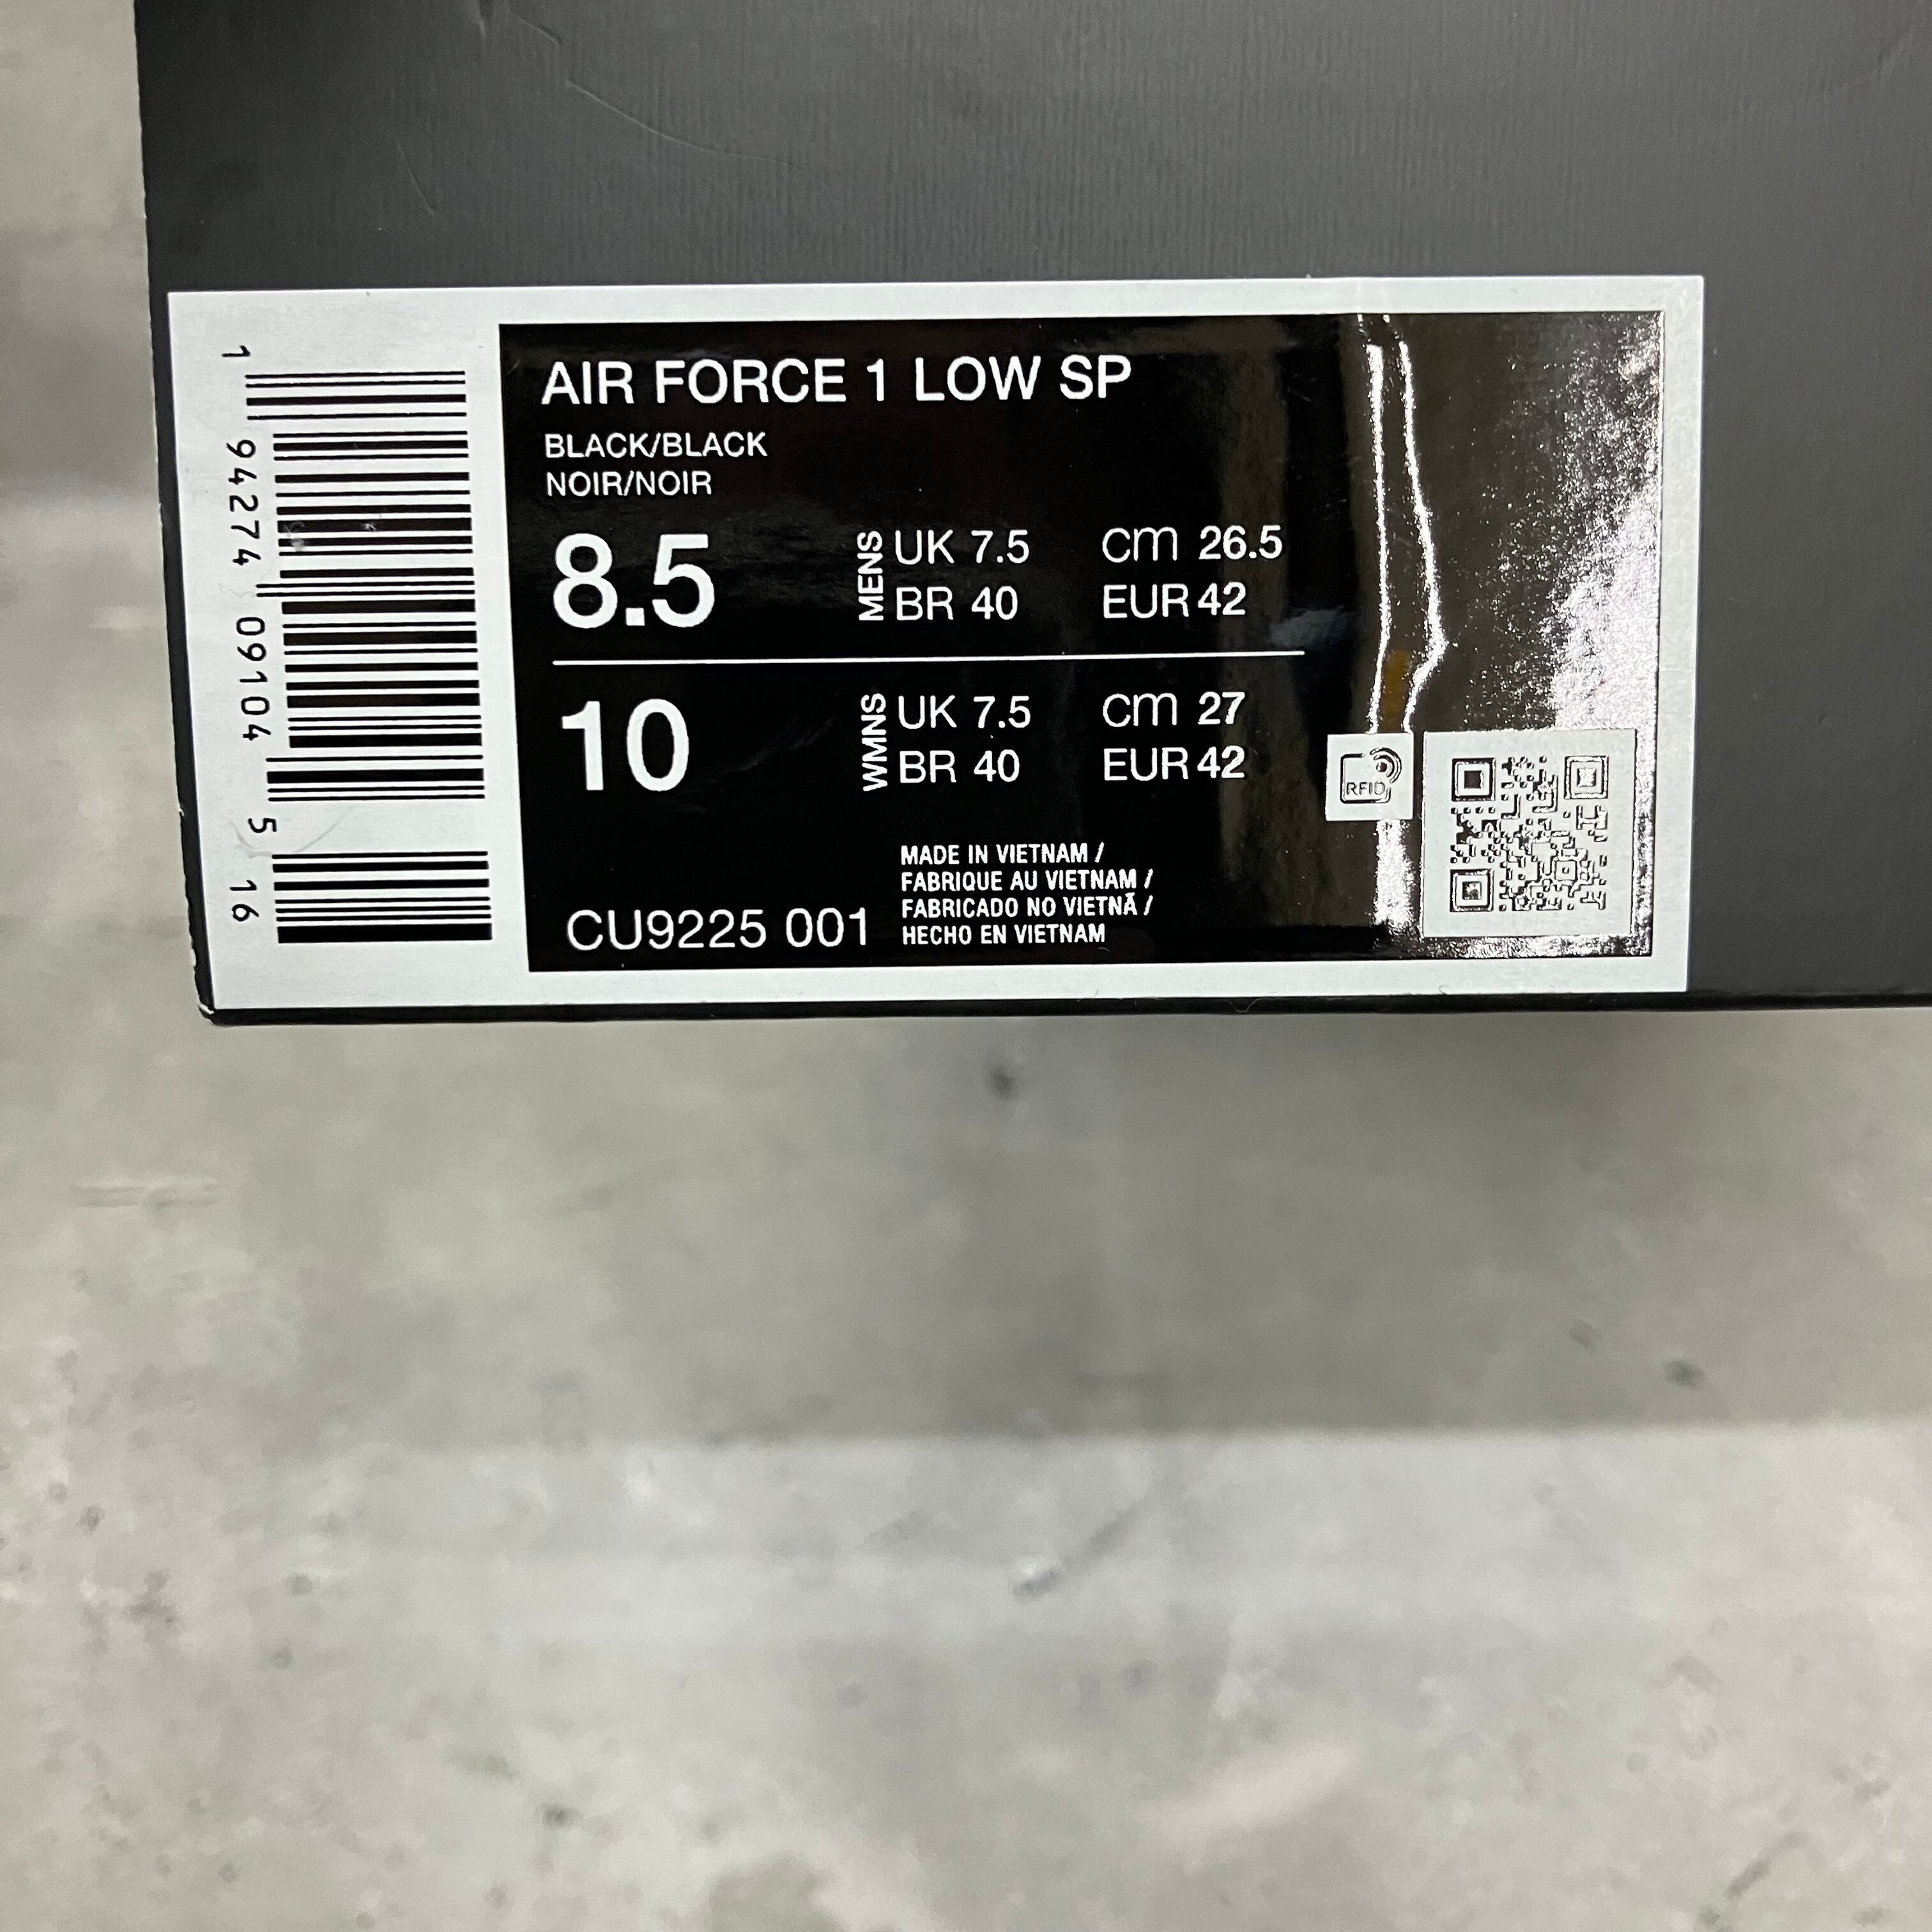 AIR FORCE 1 LOW SP
BLACK/BLACK
NOIR/NOIR
8.5
MENS
UK 7.5 cm 26.5
BR 40 EUR 42
10
WMNS
UK 7.5 cm 27
BR 40 EUR 42
RFID
MADE IN VIETNAM /
FABRIQUE AU VIETNAM /
FABRICADO NO VIETNÃ /
HECHO EN VIETNAM
CU9225 001
1 94274 09104 5 16